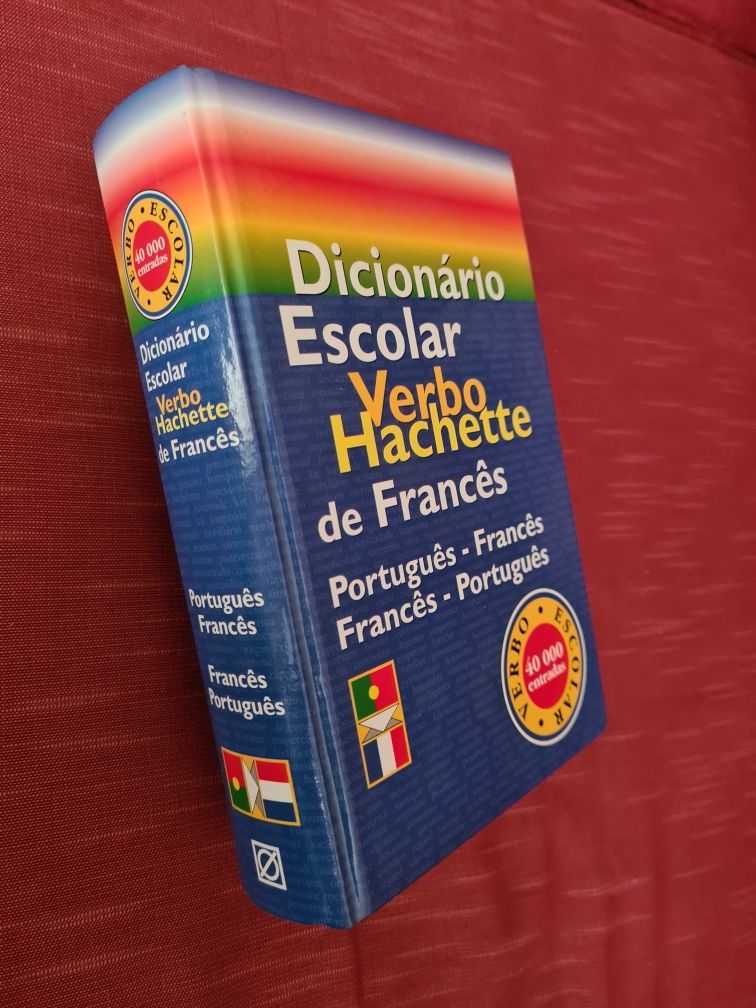 VERBO • ESCOLAR •
40 000
entradas
Dicionário
Escolar
Verbo
Hachette
de Francês
Português
Francês
Francês
Português
Dicionário
Escolar
Verbo
Hachette
de Francês
Português - Francês
Francês - Português
VERBO • ESCOLAR •
40 000
entradas